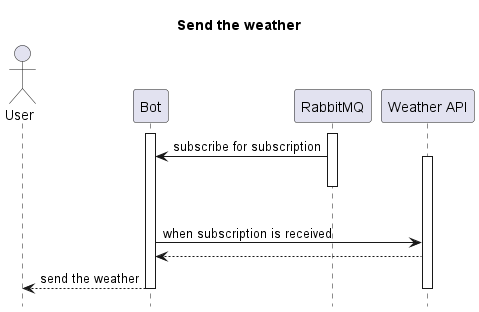 Send the weather
User
Bot
RabbitMQ
Weather API
subscribe for subscription
when subscription is received
send the weather